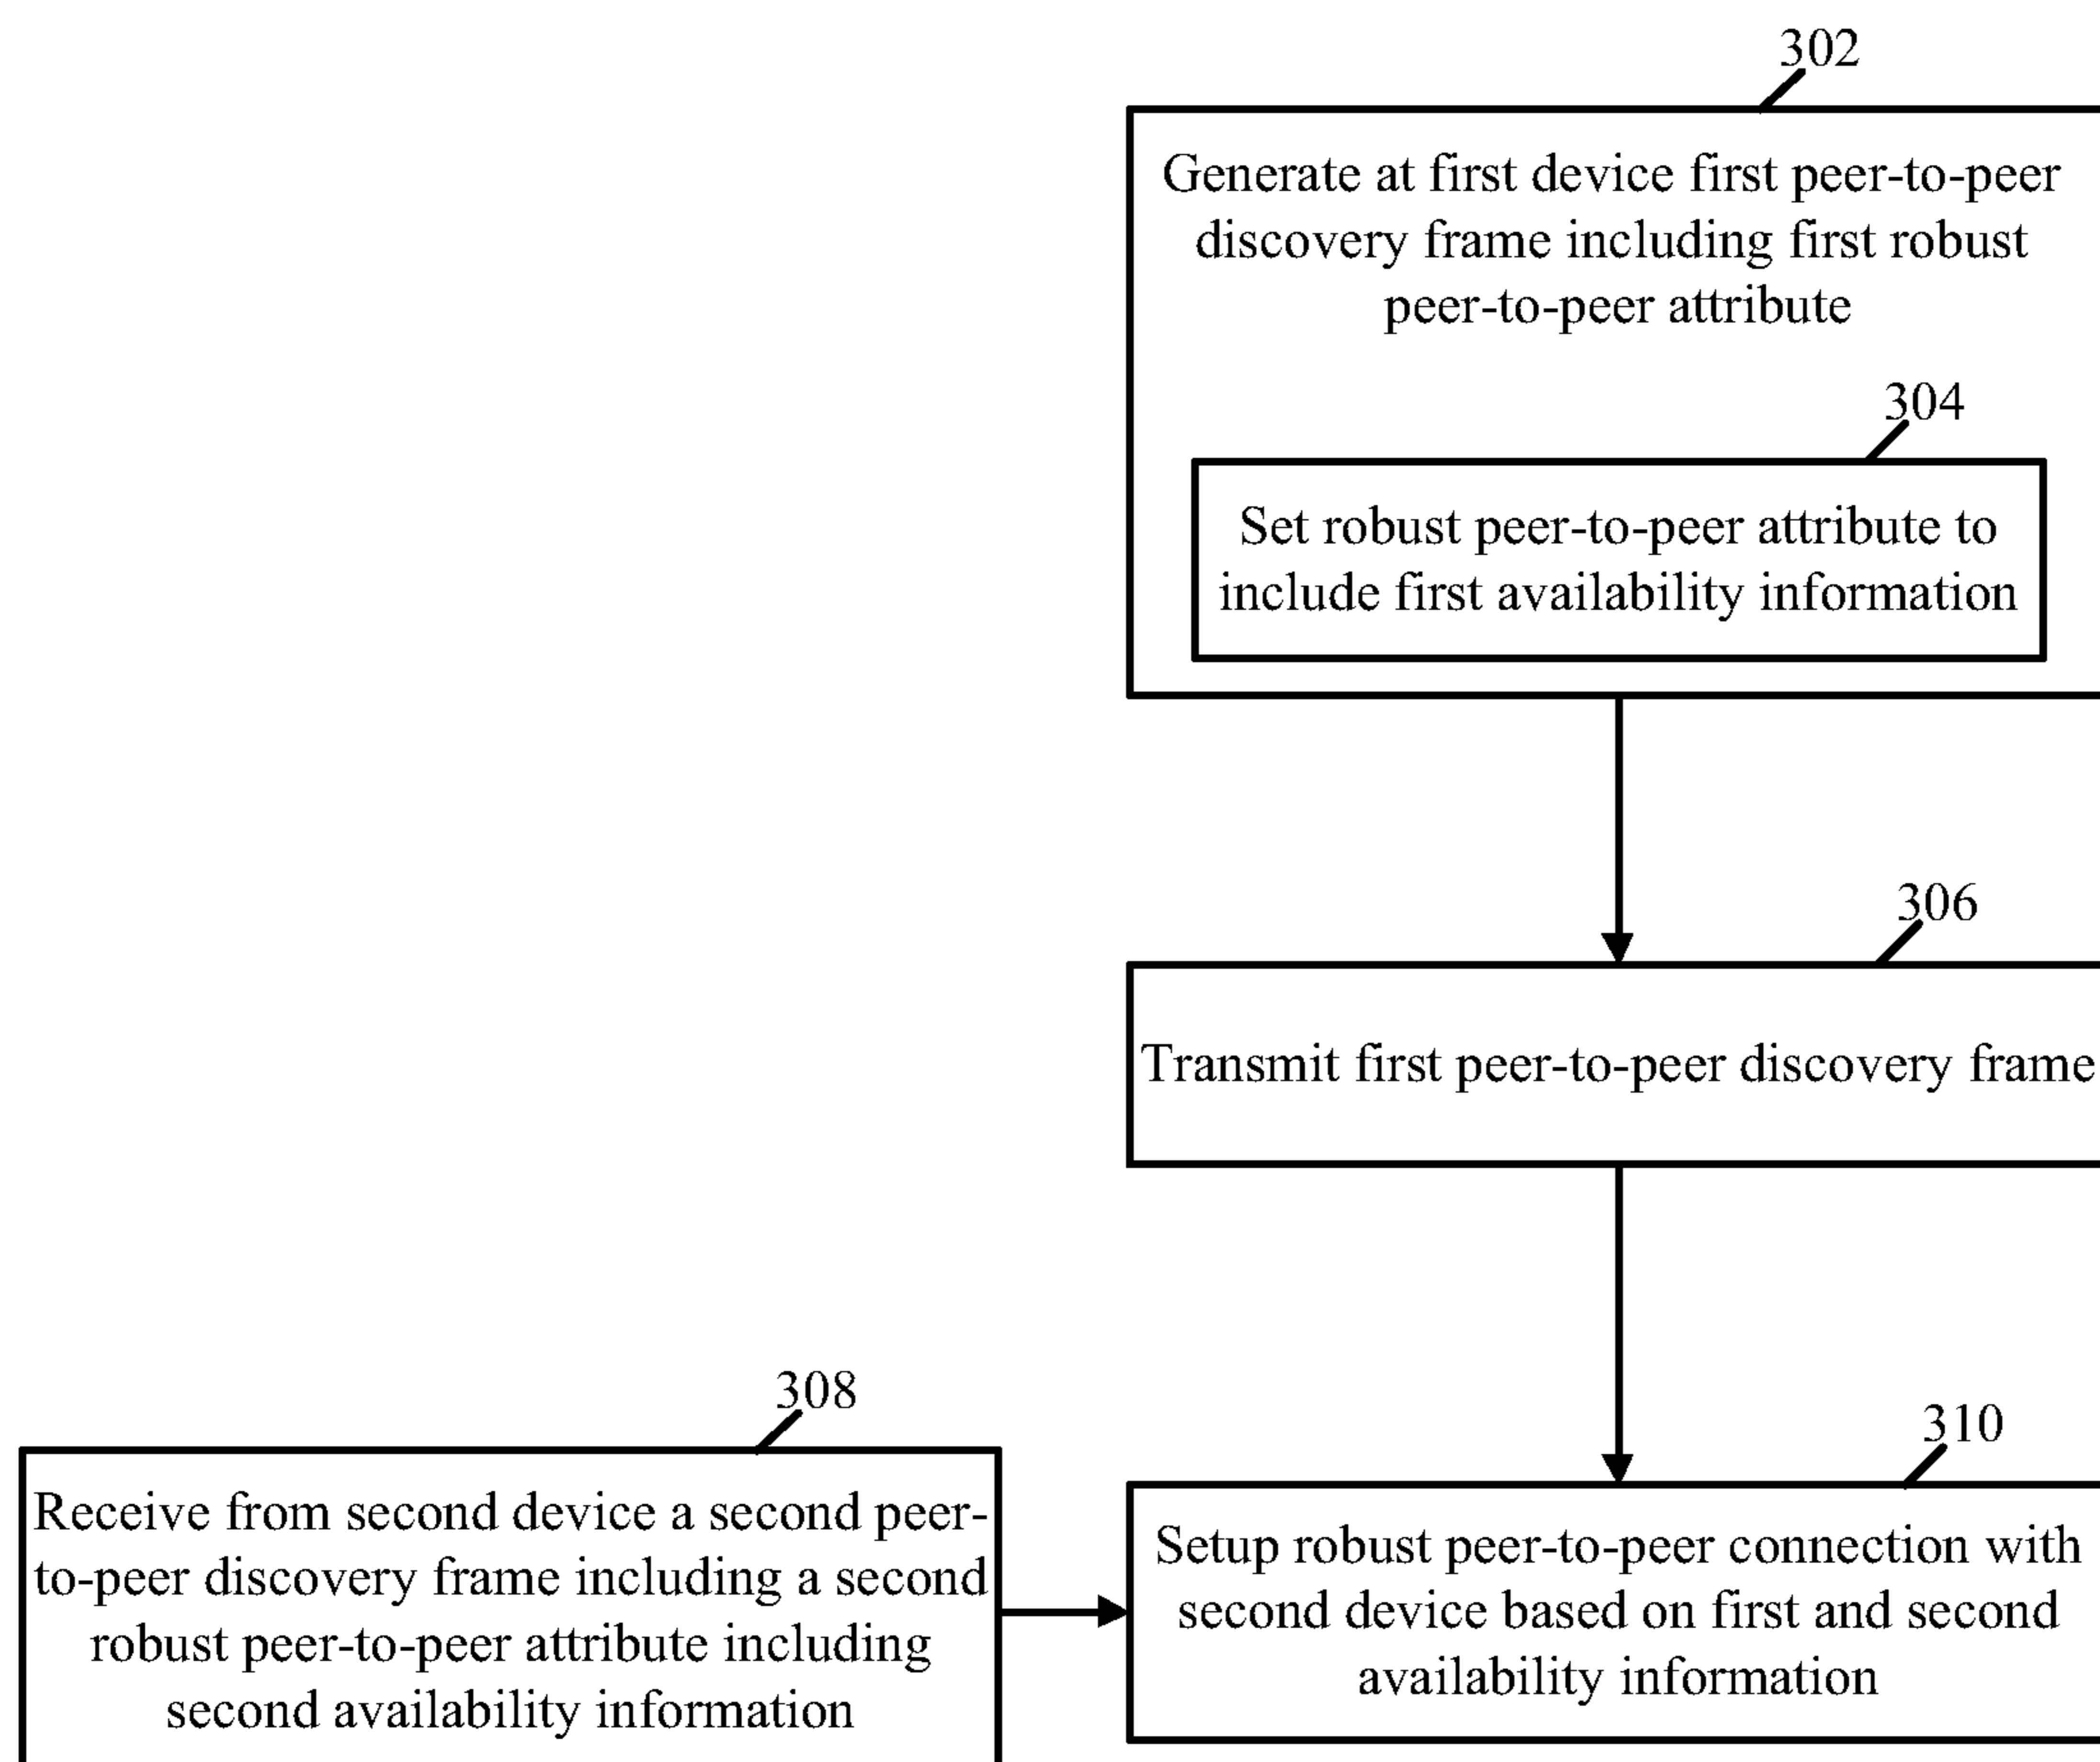 302
Generate at first device first peer-to-peer
discovery frame including first robust
peer-to-peer attribute
304
Set robust peer-to-peer attribute to
include first availability information
306
Transmit first peer-to-peer discovery frame
308
Receive from second device a second peer-
to-peer discovery frame including a second
robust peer-to-peer attribute including
second availability information
310
Setup robust peer-to-peer connection with
second device based on first and second
availability information